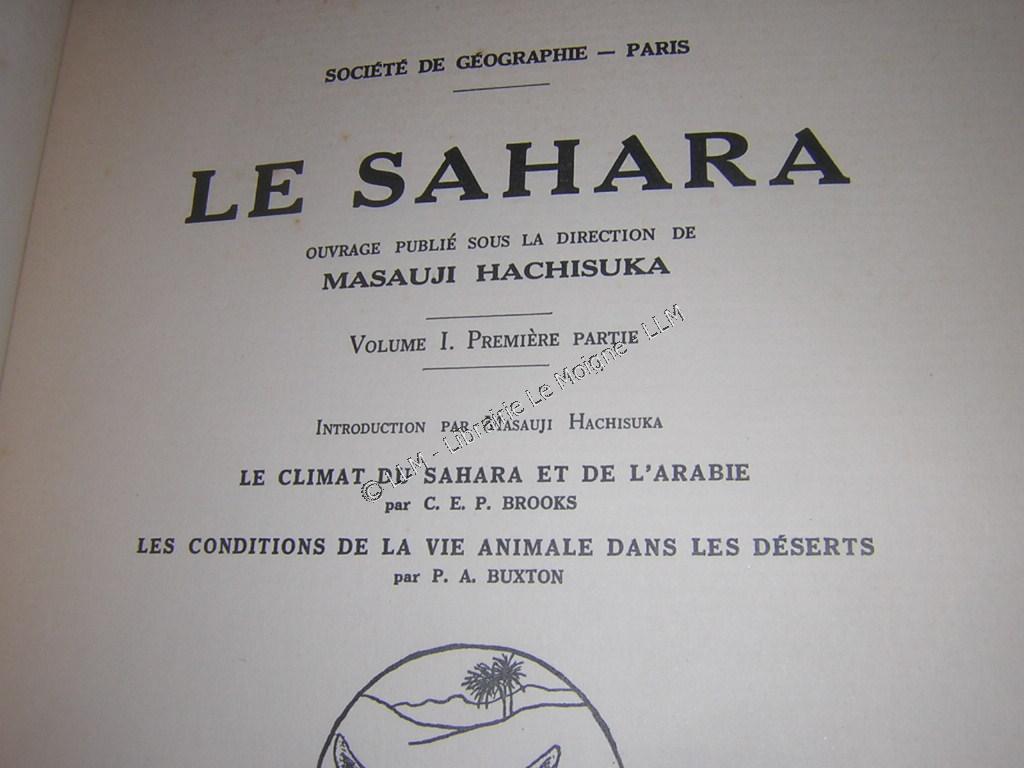 SOCIÉTÉ DE GÉOGRAPHIE — PARIS
LE SAHARA
OUVRAGE PUBLIÉ SOUS LA DIRECTION DE
MASAUJI HACHISUKA
VOLUME I. PREMIÈRE PARTIE
INTRODUCTION PAR MASAUJI HACHISUKA
LE CLIMAT DU SAHARA ET DE L'ARABIE
par C. E. P. BROOKS
LES CONDITIONS DE LA VIE ANIMALE DANS LES DÉSERTS
par P. A. BUXTON
© LLM - Librairie Le Moigne - LLM